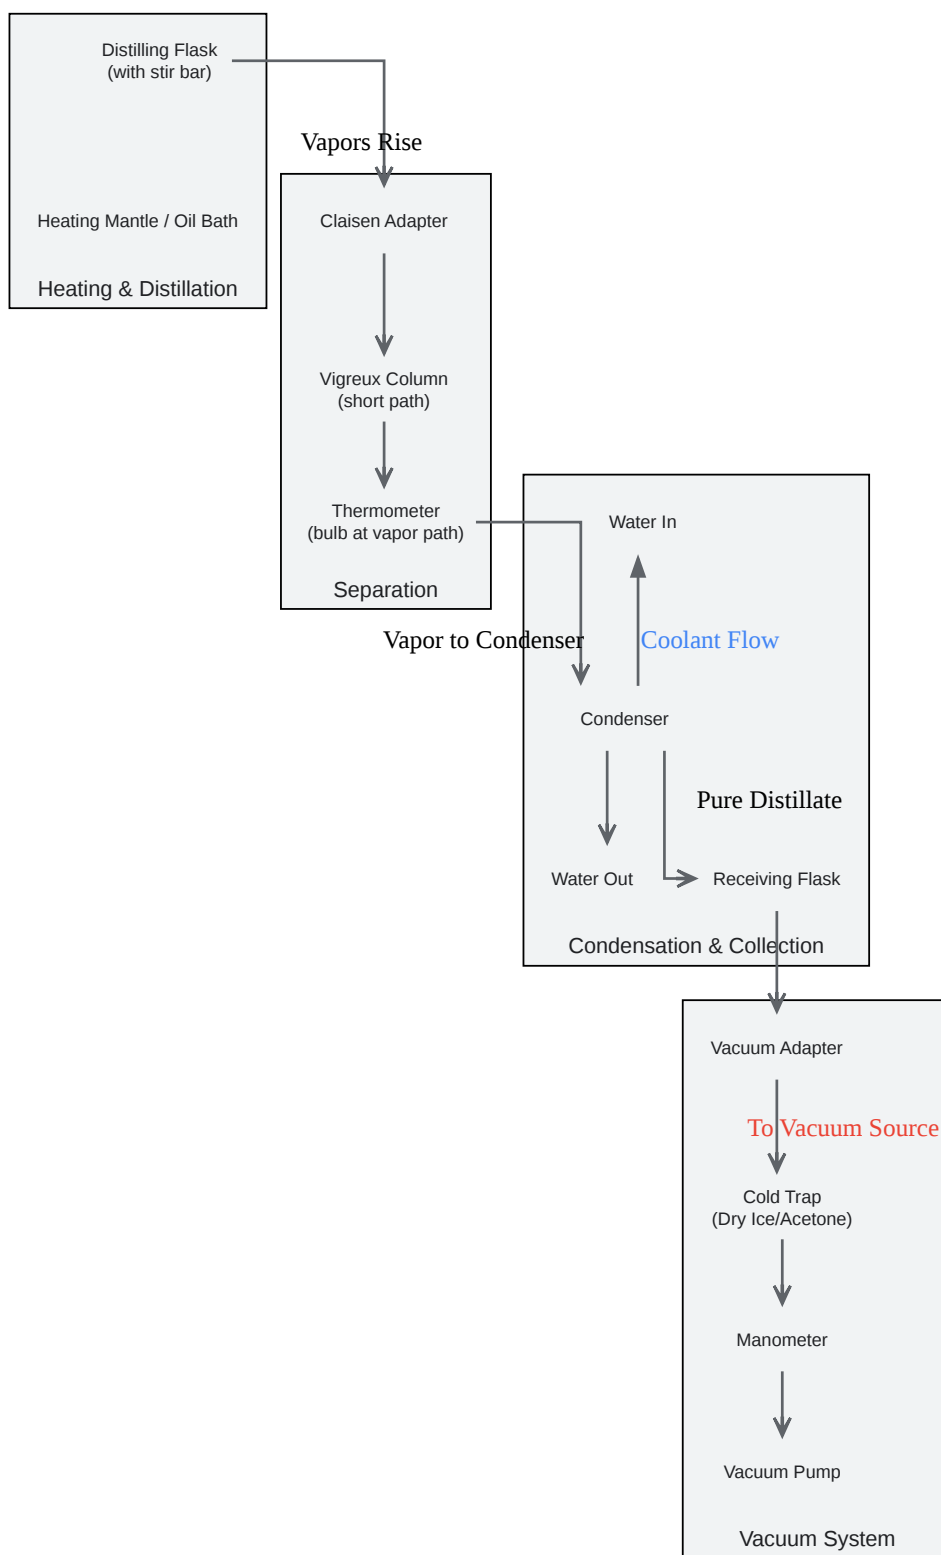 Distilling Flask
(with stir bar)
Vapors Rise
Heating Mantle / Oil Bath
Claisen Adapter
Heating & Distillation
Vigreux Column
(short path)
Thermometer
(bulb at vapor path)
Water In
Separation
Vapor to Condenser
Coolant Flow
Condenser
Pure Distillate
Water Out
Receiving Flask
Condensation & Collection
Vacuum Adapter
To Vacuum Source
Cold Trap
(Dry Ice/Acetone)
Manometer
Vacuum Pump
Vacuum System